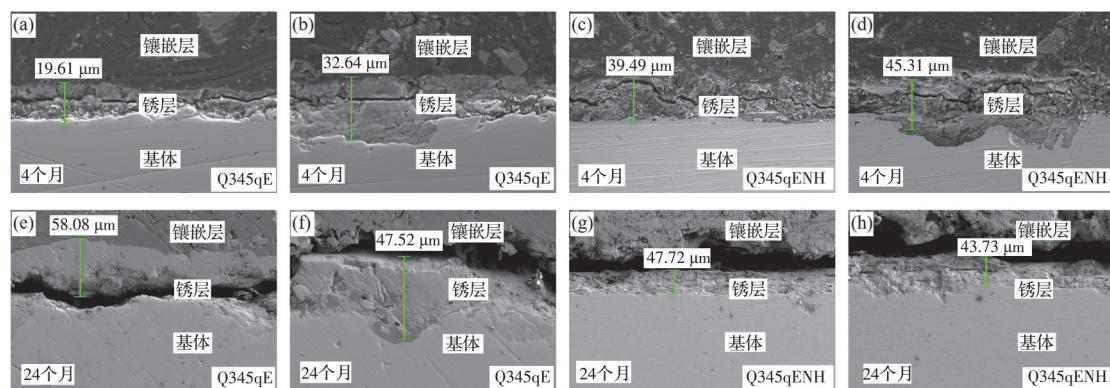 (a)
镶嵌层
19.61 μm
锈层
基体
4个月
Q345qE
(b)
镶嵌层
32.64 μm
锈层
基体
4个月
Q345qE
(c)
镶嵌层
39.49 μm
锈层
基体
4个月
Q345qENH
(d)
镶嵌层
45.31 μm
锈层
基体
4个月
Q345qENH
(e)
58.08 μm
镶嵌层
锈层
基体
24个月
Q345qE
(f)
47.52 μm
镶嵌层
锈层
基体
24个月
Q345qE
(g)
镶嵌层
47.72 μm
锈层
基体
24个月
Q345qENH
(h)
镶嵌层
43.73 μm
锈层
基体
24个月
Q345qENH